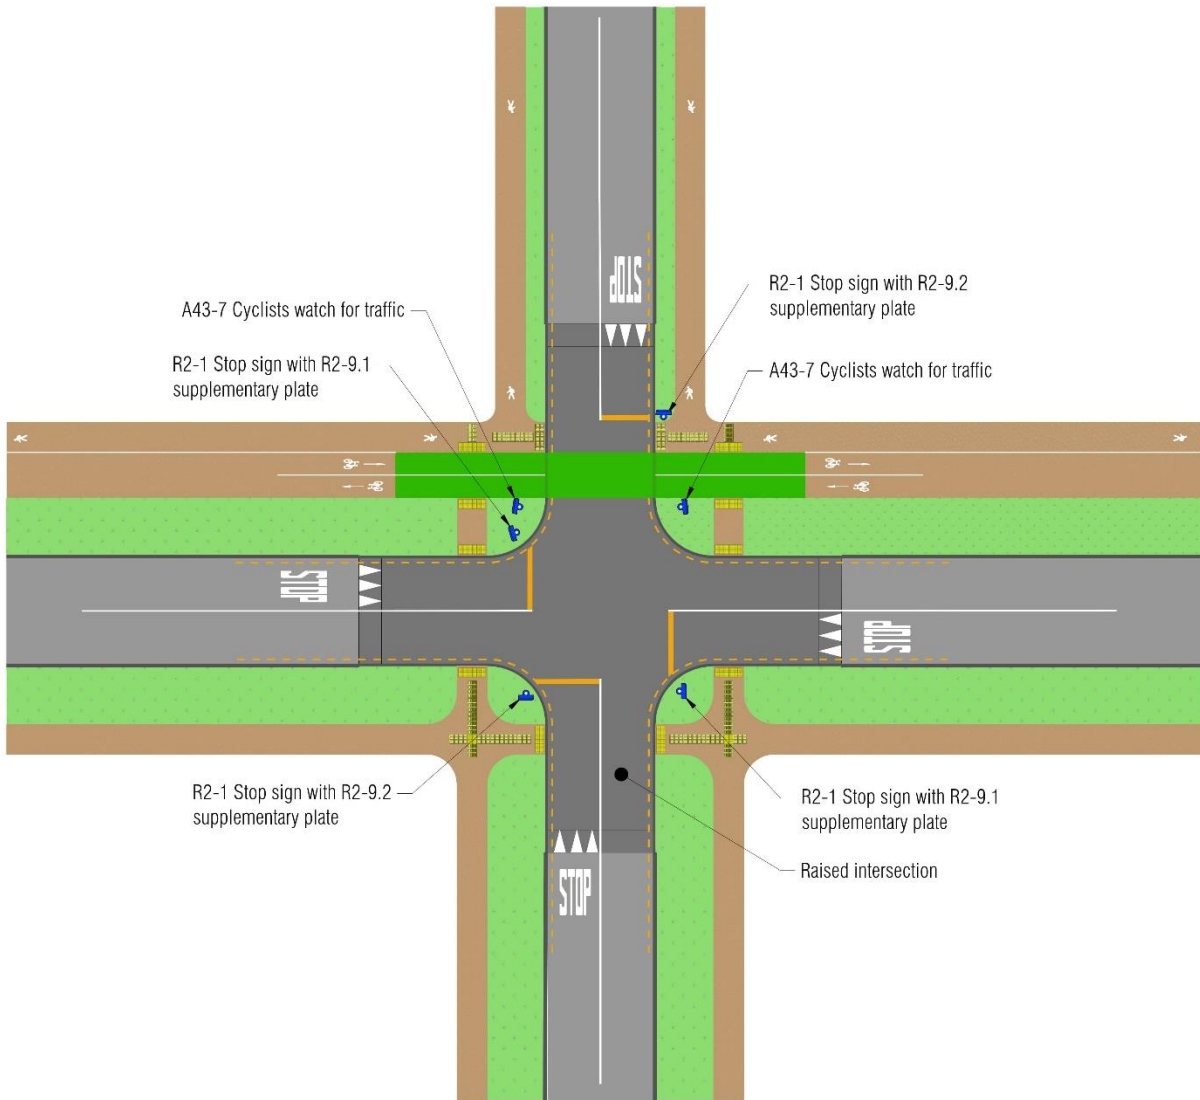 STOP
R2-1 Stop sign with R2-9.2
supplementary plate
A43-7 Cyclists watch for traffic
R2-1 Stop sign with R2-9.1
supplementary plate
A43-7 Cyclists watch for traffic
STOP
STOP
R2-1 Stop sign with R2-9.2
supplementary plate
R2-1 Stop sign with R2-9.1
supplementary plate
Raised intersection
STOP